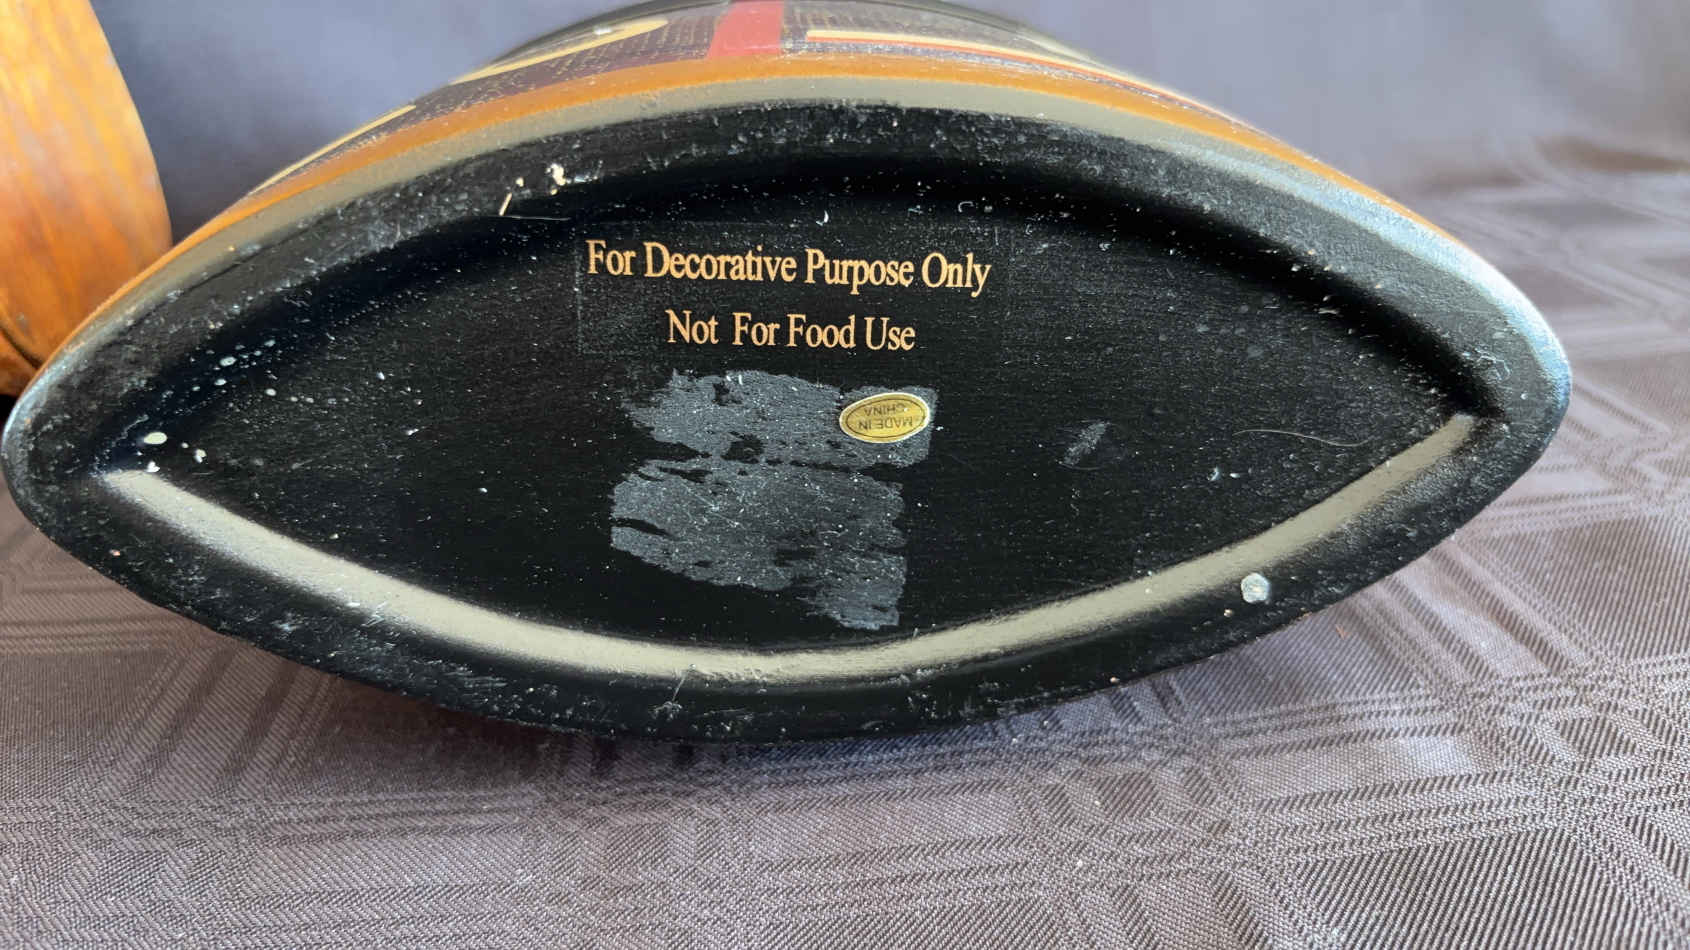 For Decorative Purpose Only
Not For Food Use
MADE IN
CHINA